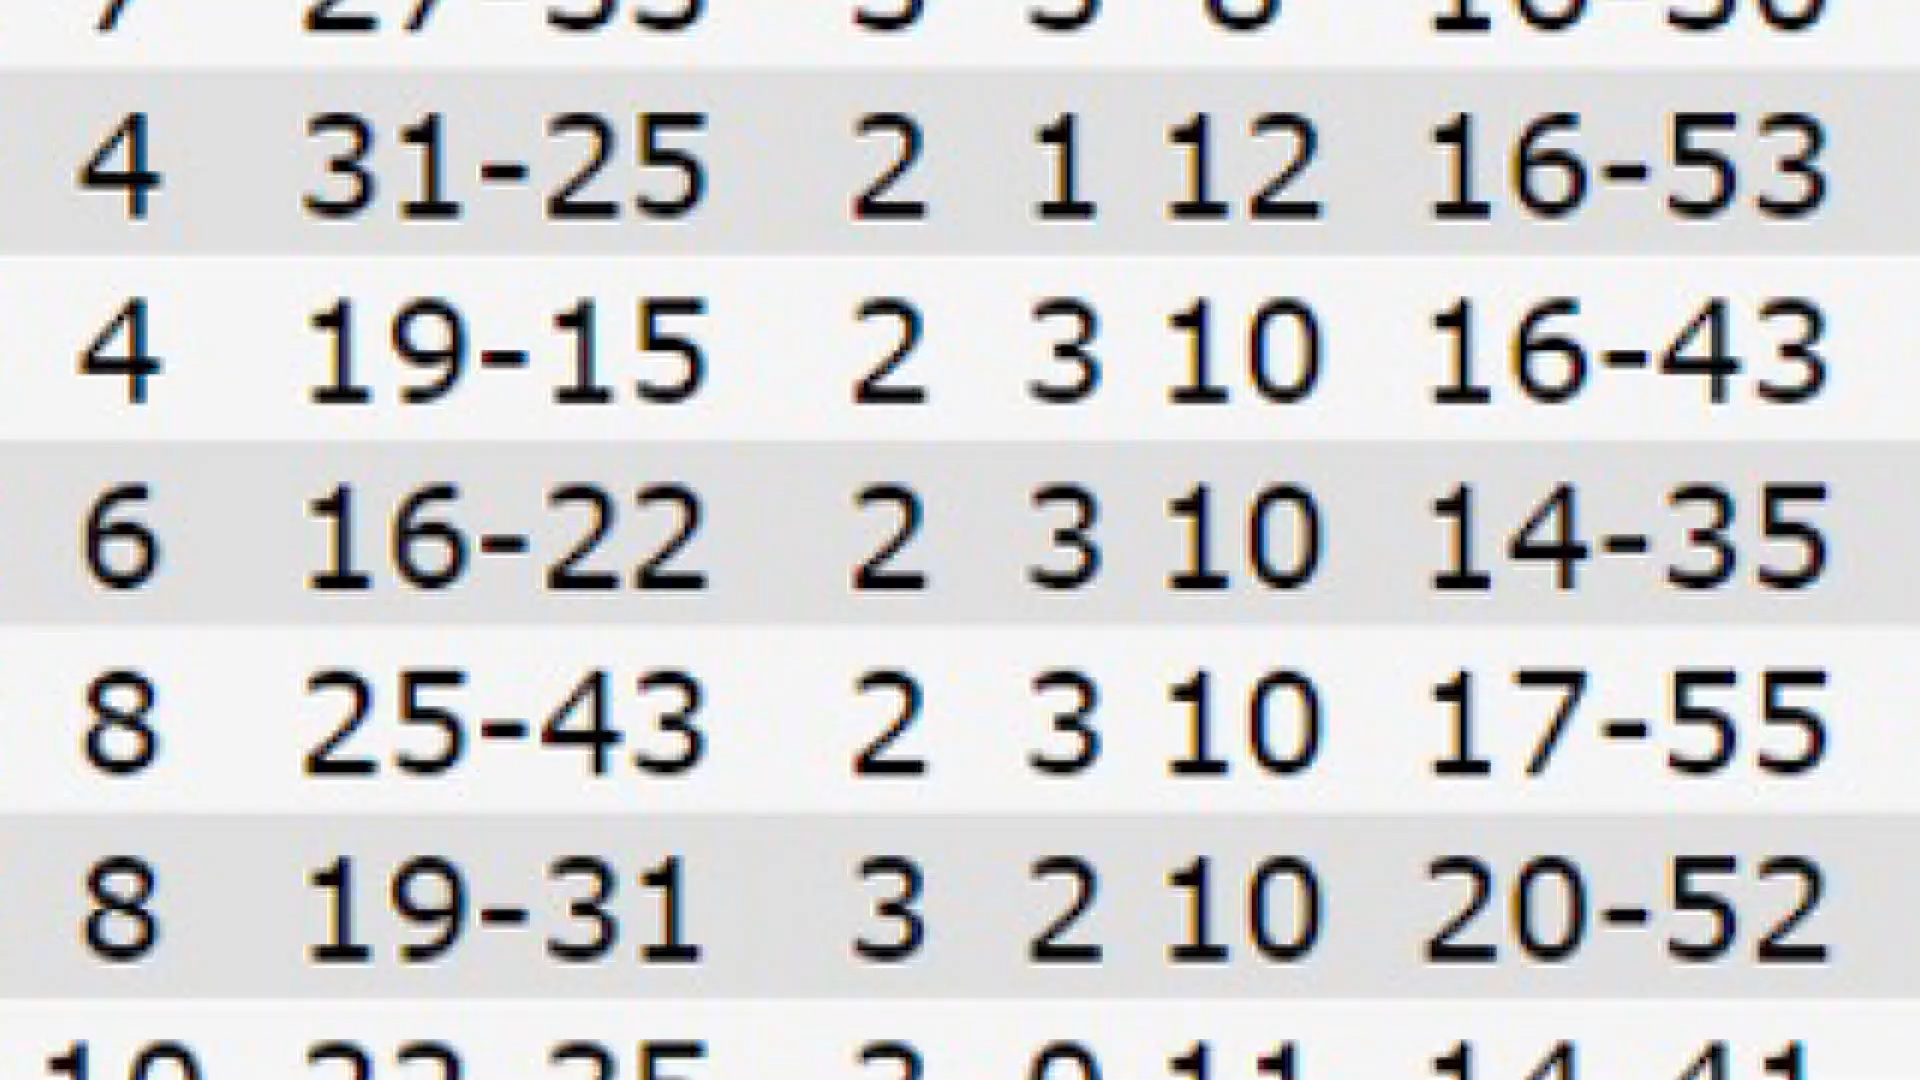 4 31-25 2 1 12 16-53
4 19-15 2 3 10 16-43
6 16-22 2 3 10 14-35
8 25-43 2 3 10 17-55
8 19-31 3 2 10 20-52